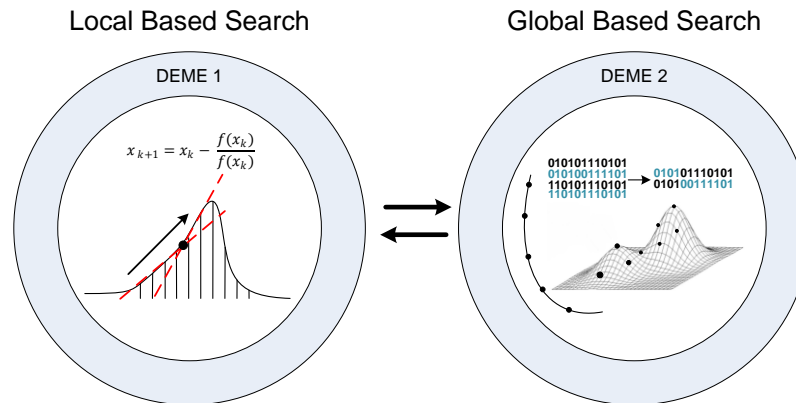 Local Based Search
Global Based Search
DEME 1
DEME 2
x_{k+1} = x_k − f(x_k) / f(x_k)
010101110101
010100111101
110101110101
110101110101
010101110101
010100111101